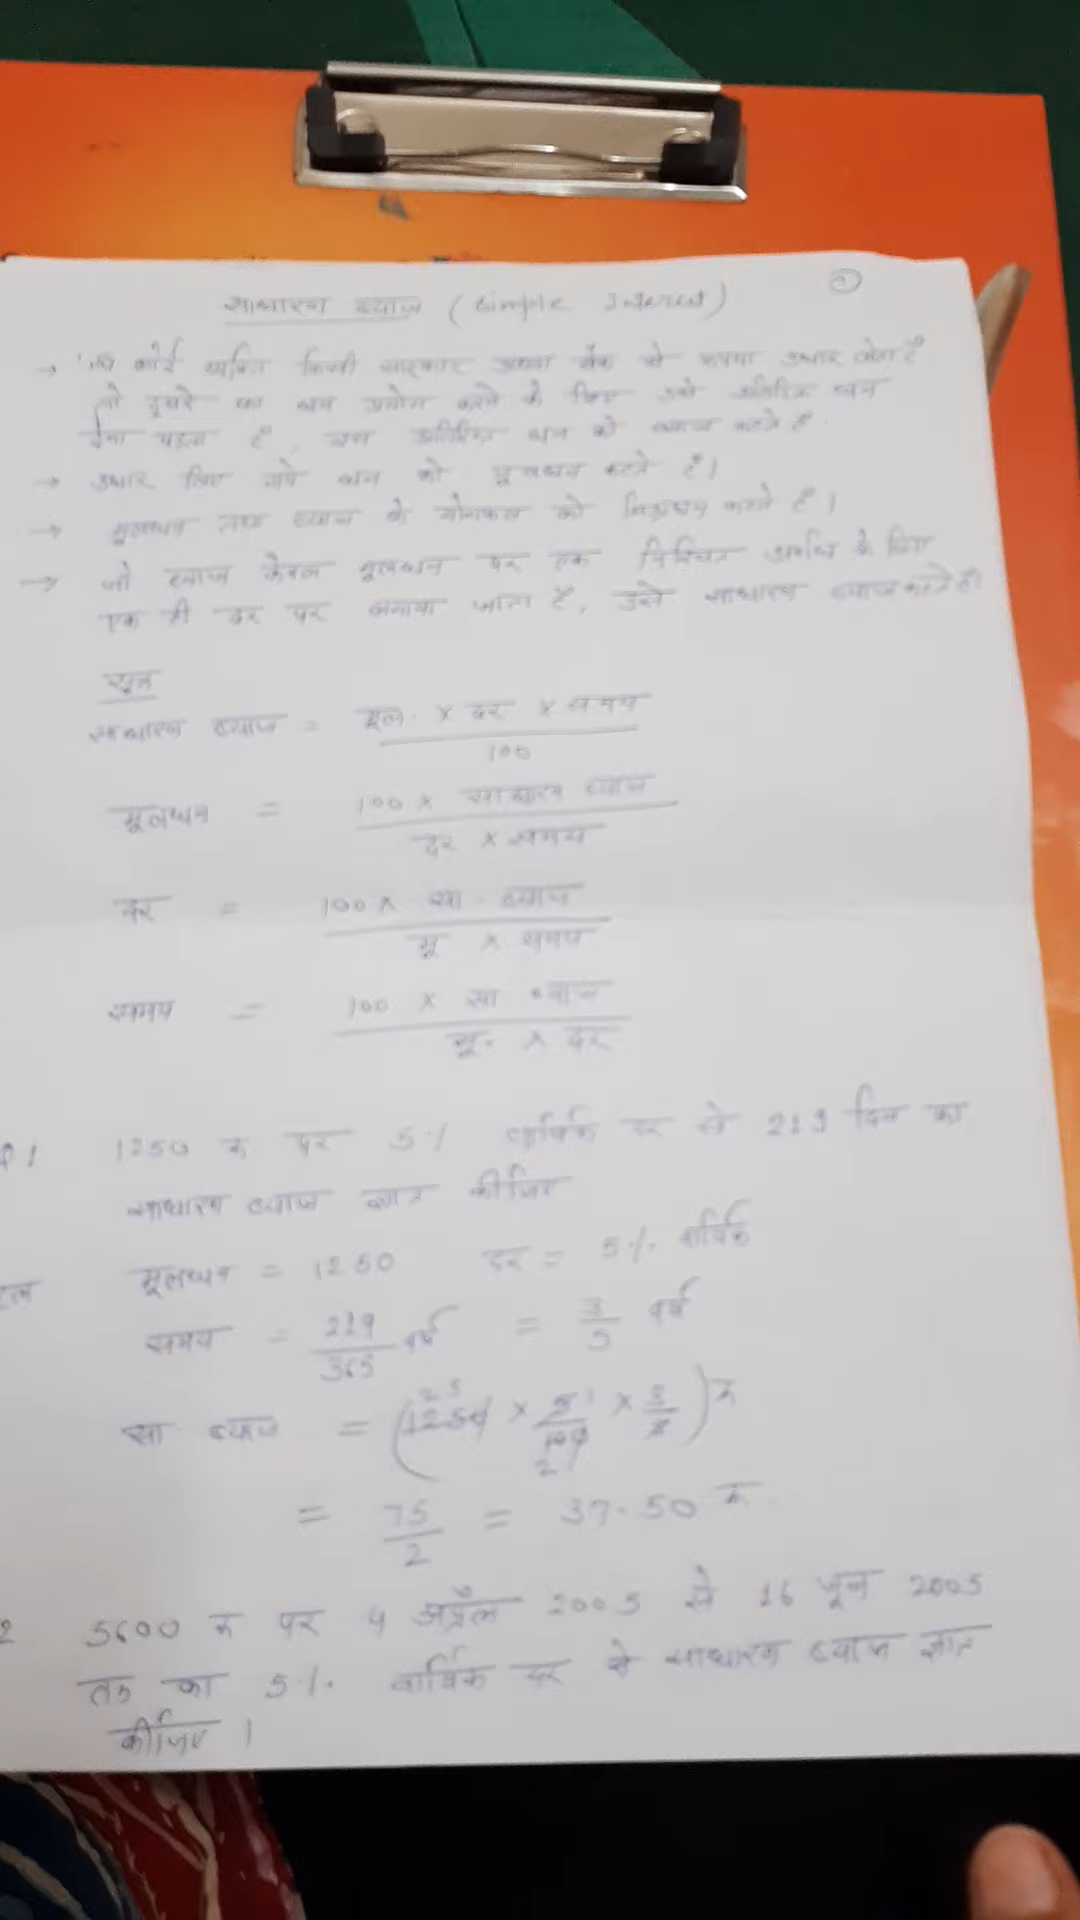 साधारण ब्याज (Simple Interest)
→ कोई व्यक्ति किसी साहूकार अथवा बैंक से रुपया उधार लेता है
तो दूसरे का धन प्रयोग करने के लिए उसे अतिरिक्त धन
देना पड़ता है, अतिरिक्त धन को ब्याज कहते है.
→ उधार लिए गये धन को मूलधन कहते है।
→ मूलधन तथा ब्याज के योगफल को मिश्रधन कहते है।
→ जो ब्याज केवल मूलधन पर एक निश्चित अवधि के लिए
एक ही दर पर लगाया जाता है, उसे साधारण ब्याज कहते है।
सूत्र
साधारण ब्याज = मूल. × दर × समय / 100
मूलधन = 100 × साधारण ब्याज / दर × समय
दर = 100 × सा. ब्याज / मू × समय
समय = 100 × सा ब्याज / मू. × दर
Q1 1250 रु पर 5% वार्षिक दर से 219 दिन का
साधारण ब्याज ज्ञात कीजिए
हल मूलधन = 1250 दर = 5% वार्षिक
समय = 219/365 वर्ष = 3/5 वर्ष
सा ब्याज = (1250 × 5/100 × 3/5) रु
= 75/2 = 37.50 रु.
2 5600 रु पर 4 अप्रैल 2005 से 16 जून 2005
तक का 5% वार्षिक दर से साधारण ब्याज ज्ञात
कीजिए।